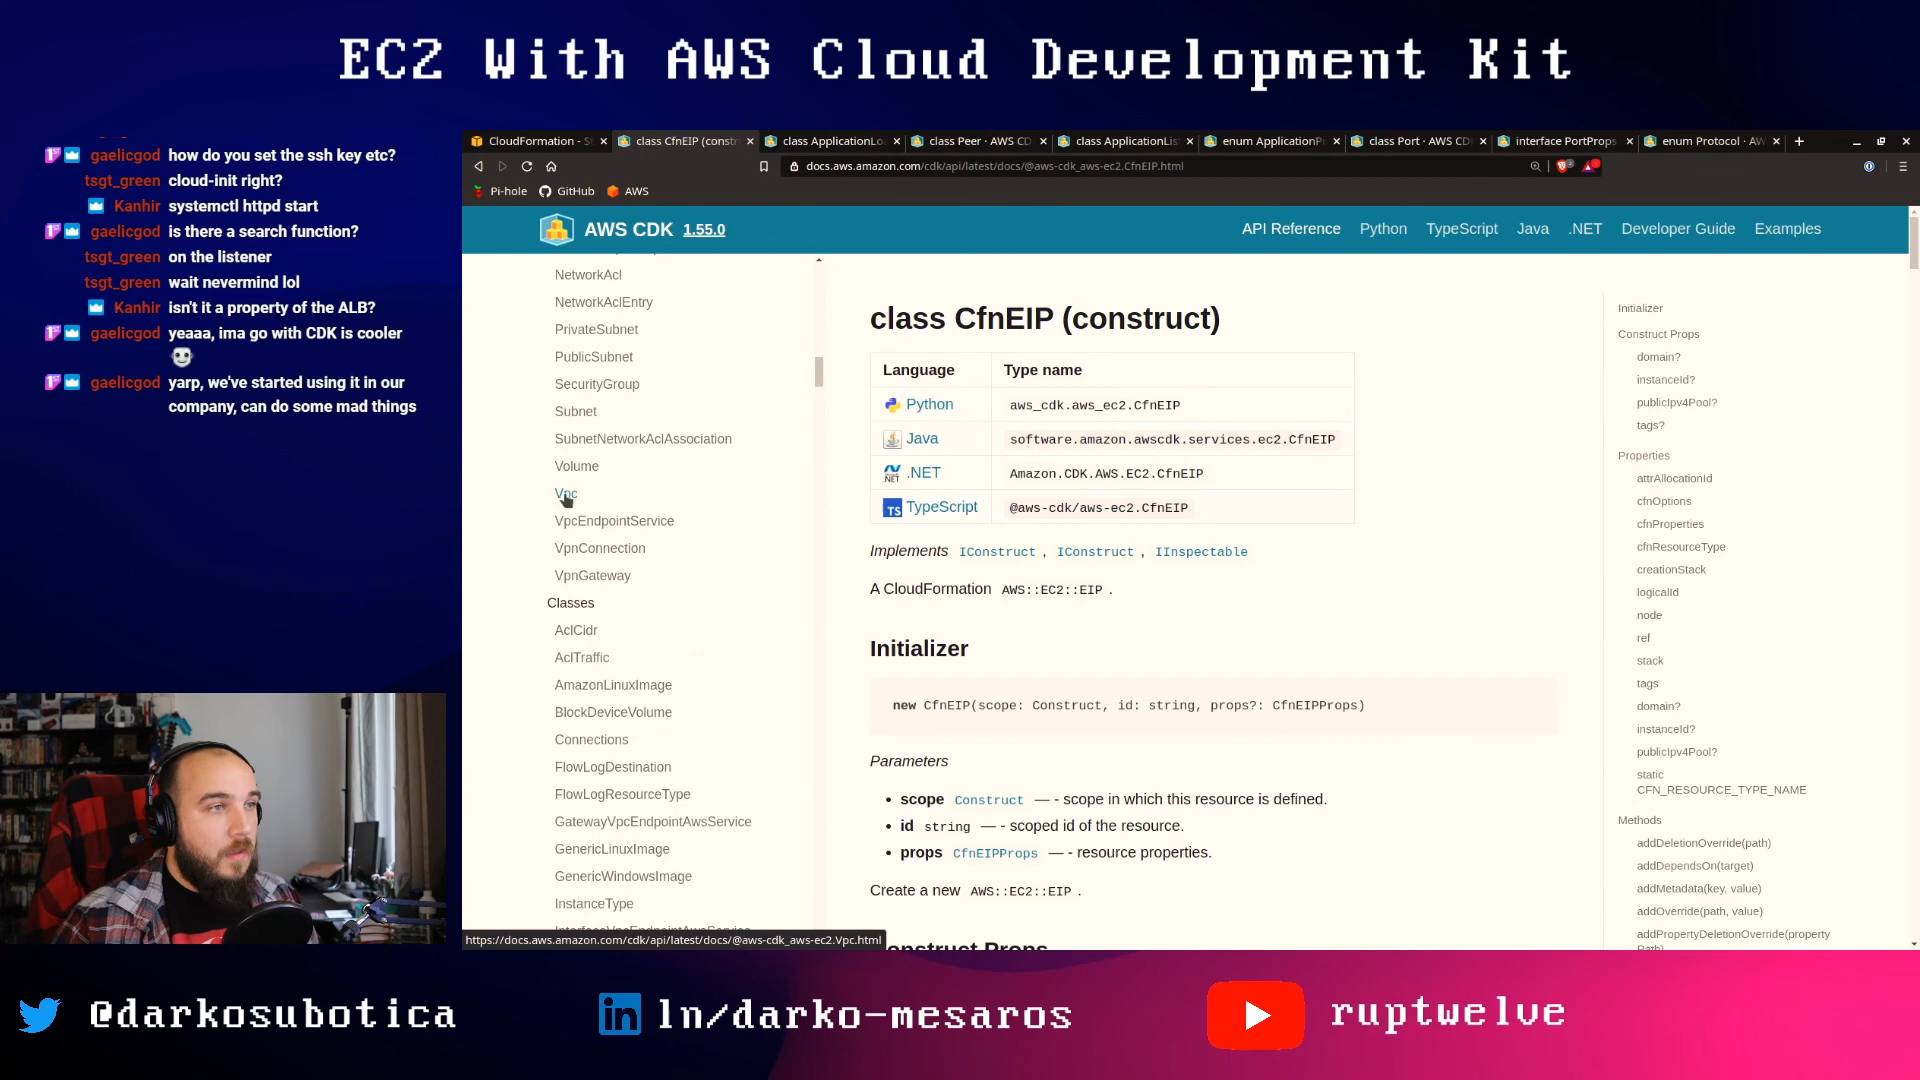 EC2 With AWS Cloud Development Kit
gaelicgod how do you set the ssh key etc?
tsgt_green cloud-init right?
Kanhir systemctl httpd start
gaelicgod is there a search function?
tsgt_green on the listener
tsgt_green wait nevermind lol
Kanhir isn't it a property of the ALB?
gaelicgod yeaaa, ima go with CDK is cooler
gaelicgod yarp, we've started using it in our
company, can do some mad things
CloudFormation - S
class CfnEIP (constr
class ApplicationLo
class Peer · AWS CD
class ApplicationLis
enum ApplicationPr
class Port · AWS CD
interface PortProps
enum Protocol · AW
docs.aws.amazon.com/cdk/api/latest/docs/@aws-cdk_aws-ec2.CfnEIP.html
Pi-hole GitHub AWS
AWS CDK 1.55.0
API Reference Python TypeScript Java .NET Developer Guide Examples
NetworkAcl
NetworkAclEntry
PrivateSubnet
PublicSubnet
SecurityGroup
Subnet
SubnetNetworkAclAssociation
Volume
Vpc
VpcEndpointService
VpnConnection
VpnGateway
Classes
AclCidr
AclTraffic
AmazonLinuxImage
BlockDeviceVolume
Connections
FlowLogDestination
FlowLogResourceType
GatewayVpcEndpointAwsService
GenericLinuxImage
GenericWindowsImage
InstanceType
https://docs.aws.amazon.com/cdk/api/latest/docs/@aws-cdk_aws-ec2.Vpc.html
class CfnEIP (construct)
Language Type name
Python aws_cdk.aws_ec2.CfnEIP
Java software.amazon.awscdk.services.ec2.CfnEIP
.NET Amazon.CDK.AWS.EC2.CfnEIP
TypeScript @aws-cdk/aws-ec2.CfnEIP
Implements IConstruct , IConstruct , IInspectable
A CloudFormation AWS::EC2::EIP .
Initializer
new CfnEIP(scope: Construct, id: string, props?: CfnEIPProps)
Parameters
• scope Construct — - scope in which this resource is defined.
• id string — - scoped id of the resource.
• props CfnEIPProps — - resource properties.
Create a new AWS::EC2::EIP .
onstruct Props
Initializer
Construct Props
domain?
instanceId?
publicIpv4Pool?
tags?
Properties
attrAllocationId
cfnOptions
cfnProperties
cfnResourceType
creationStack
logicalId
node
ref
stack
tags
domain?
instanceId?
publicIpv4Pool?
static
CFN_RESOURCE_TYPE_NAME
Methods
addDeletionOverride(path)
addDependsOn(target)
addMetadata(key, value)
addOverride(path, value)
addPropertyDeletionOverride(property
Path)
@darkosubotica
ln/darko-mesaros
ruptwelve